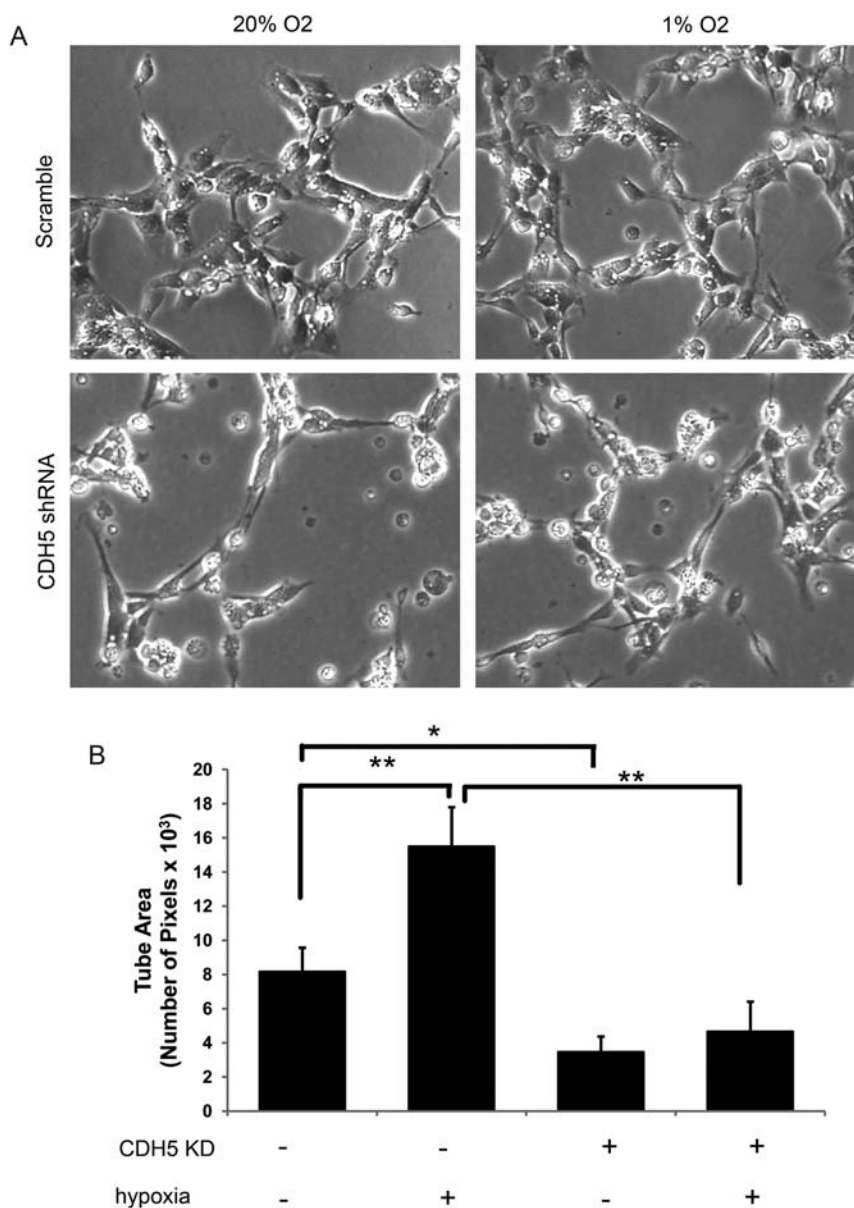 20% O2
1% O2
A
Scramble
CDH5 shRNA
B
*
**
**
20
18
16
14
12
10
8
6
4
2
0
Tube Area
(Number of Pixels x 10³)
CDH5 KD - - + +
hypoxia - + - +